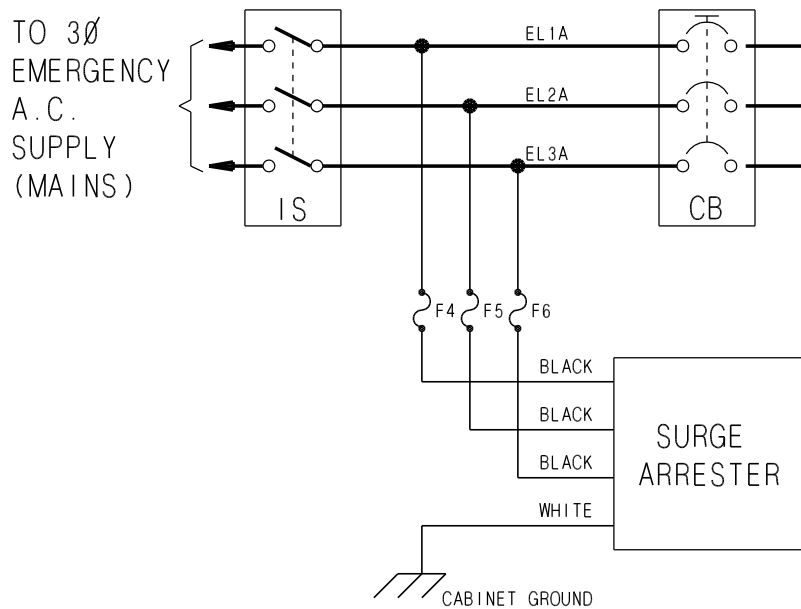 TO 3Ø
EMERGENCY
A.C.
SUPPLY
(MAINS)
EL1A
EL2A
EL3A
IS
CB
F4
F5
F6
BLACK
BLACK
BLACK
WHITE
SURGE
ARRESTER
CABINET GROUND